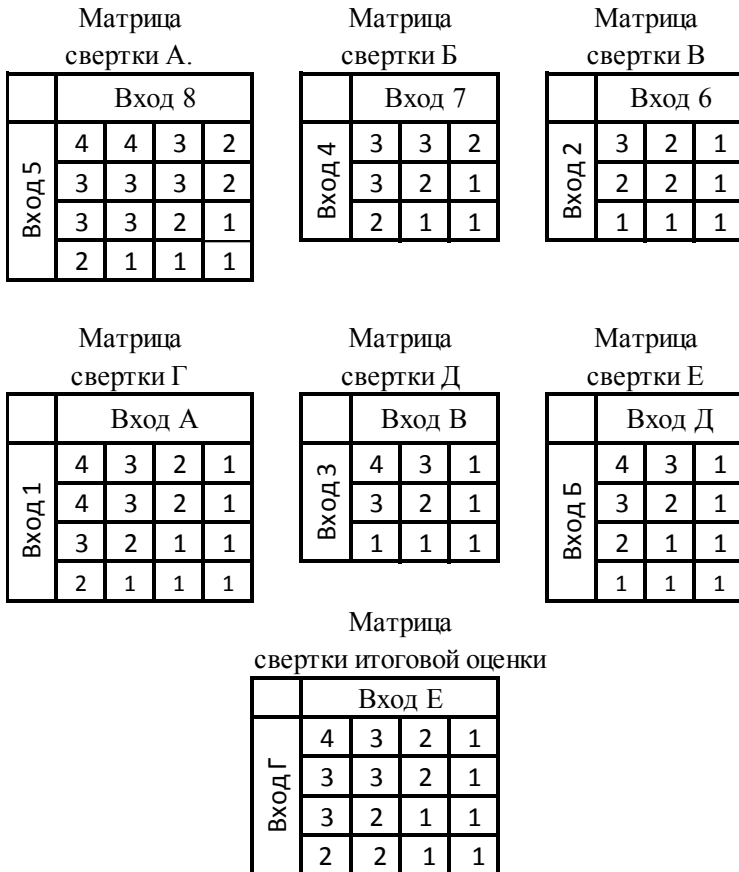 Матрица
свертки А.
Вход 8
Вход 5
4 4 3 2
3 3 3 2
3 3 2 1
2 1 1 1
Матрица
свертки Б
Вход 7
Вход 4
3 3 2
3 2 1
2 1 1
Матрица
свертки В
Вход 6
Вход 2
3 2 1
2 2 1
1 1 1
Матрица
свертки Г
Вход А
Вход 1
4 3 2 1
4 3 2 1
3 2 1 1
2 1 1 1
Матрица
свертки Д
Вход В
Вход 3
4 3 1
3 2 1
1 1 1
Матрица
свертки Е
Вход Д
Вход Б
4 3 1
3 2 1
2 1 1
1 1 1
Матрица
свертки итоговой оценки
Вход Е
Вход Г
4 3 2 1
3 3 2 1
3 2 1 1
2 2 1 1